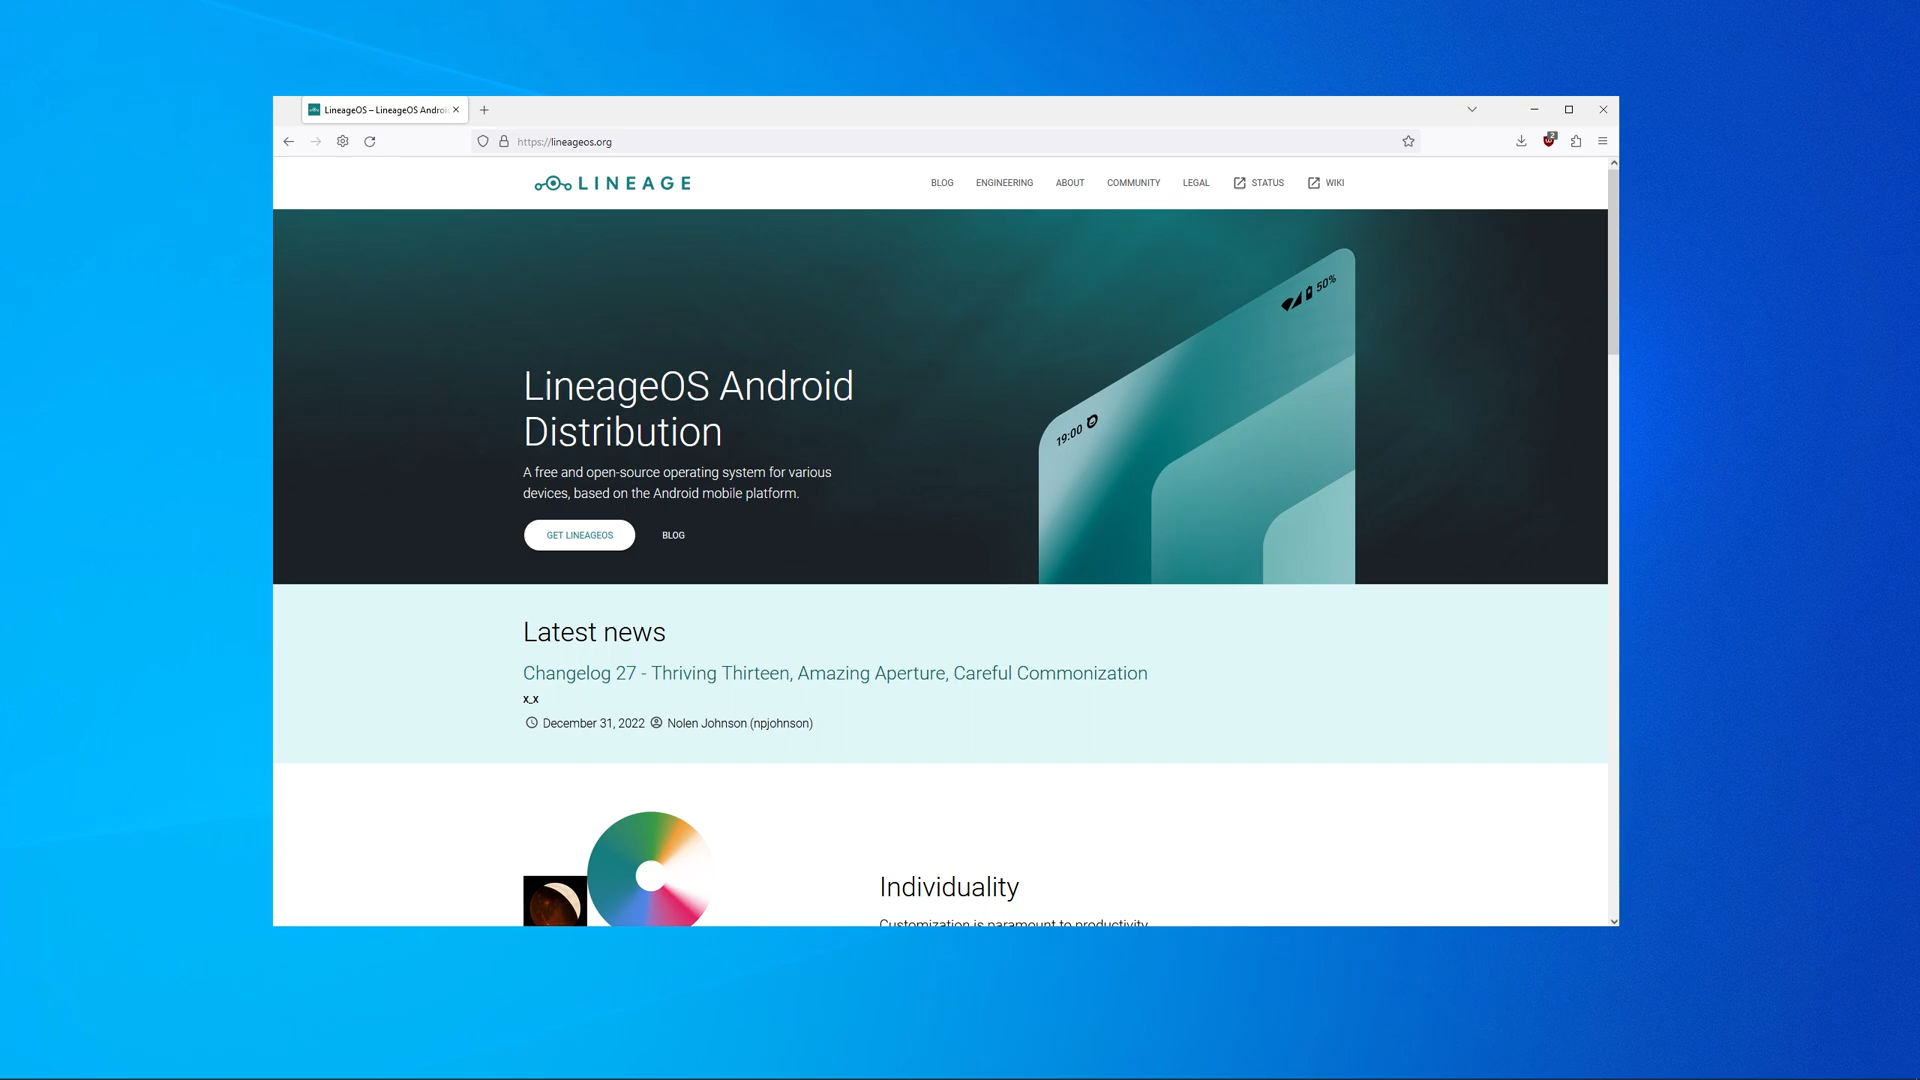 LineageOS – LineageOS Androi
2
https://lineageos.org
LINEAGE
BLOG
ENGINEERING
ABOUT
COMMUNITY
LEGAL
STATUS
WIKI
50%
19:00
LineageOS Android
Distribution
A free and open-source operating system for various
devices, based on the Android mobile platform.
GET LINEAGEOS
BLOG
Latest news
Changelog 27 - Thriving Thirteen, Amazing Aperture, Careful Commonization
x_x
December 31, 2022 Nolen Johnson (npjohnson)
Individuality
Customization is paramount to productivity.